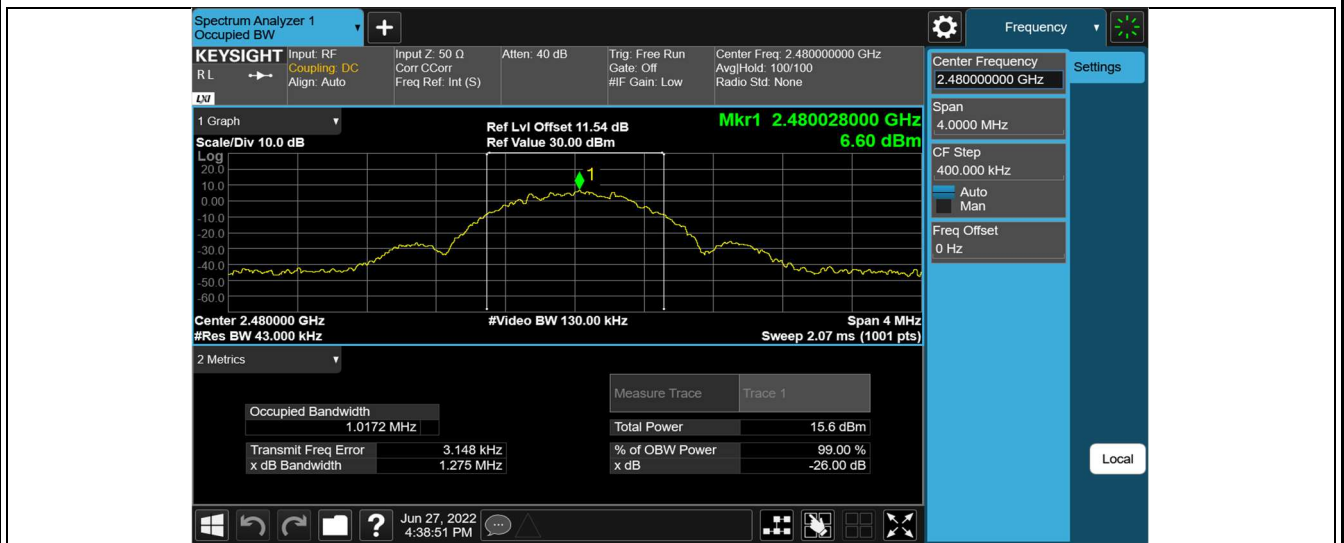 Spectrum Analyzer 1
Occupied BW
+
Frequency
KEYSIGHT
R L
LXI
Input: RF
Coupling: DC
Align: Auto
Input Z: 50 Ω
Corr CCorr
Freq Ref: Int (S)
Atten: 40 dB
Trig: Free Run
Gate: Off
#IF Gain: Low
Center Freq: 2.480000000 GHz
Avg|Hold: 100/100
Radio Std: None
Center Frequency
2.480000000 GHz
Settings
Span
4.0000 MHz
CF Step
400.000 kHz
Auto
Man
Freq Offset
0 Hz
Local
1 Graph
Scale/Div 10.0 dB
Ref Lvl Offset 11.54 dB
Ref Value 30.00 dBm
Mkr1 2.480028000 GHz
6.60 dBm
Log
20.0
10.0
0.00
-10.0
-20.0
-30.0
-40.0
-50.0
-60.0
1
Center 2.480000 GHz
#Video BW 130.00 kHz
Span 4 MHz
#Res BW 43.000 kHz
Sweep 2.07 ms (1001 pts)
2 Metrics
Measure Trace Trace 1
Occupied Bandwidth
1.0172 MHz
Total Power 15.6 dBm
Transmit Freq Error 3.148 kHz
% of OBW Power 99.00 %
x dB Bandwidth 1.275 MHz
x dB -26.00 dB
?
Jun 27, 2022
4:38:51 PM